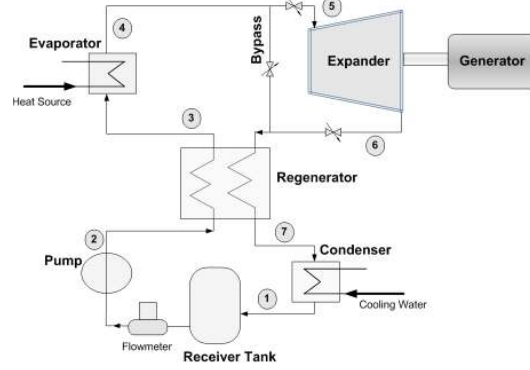 4
5
Evaporator
Bypass
Expander
Generator
Heat Source
3
6
Regenerator
2
7
Pump
Condenser
1
Cooling Water
Flowmeter
Receiver Tank